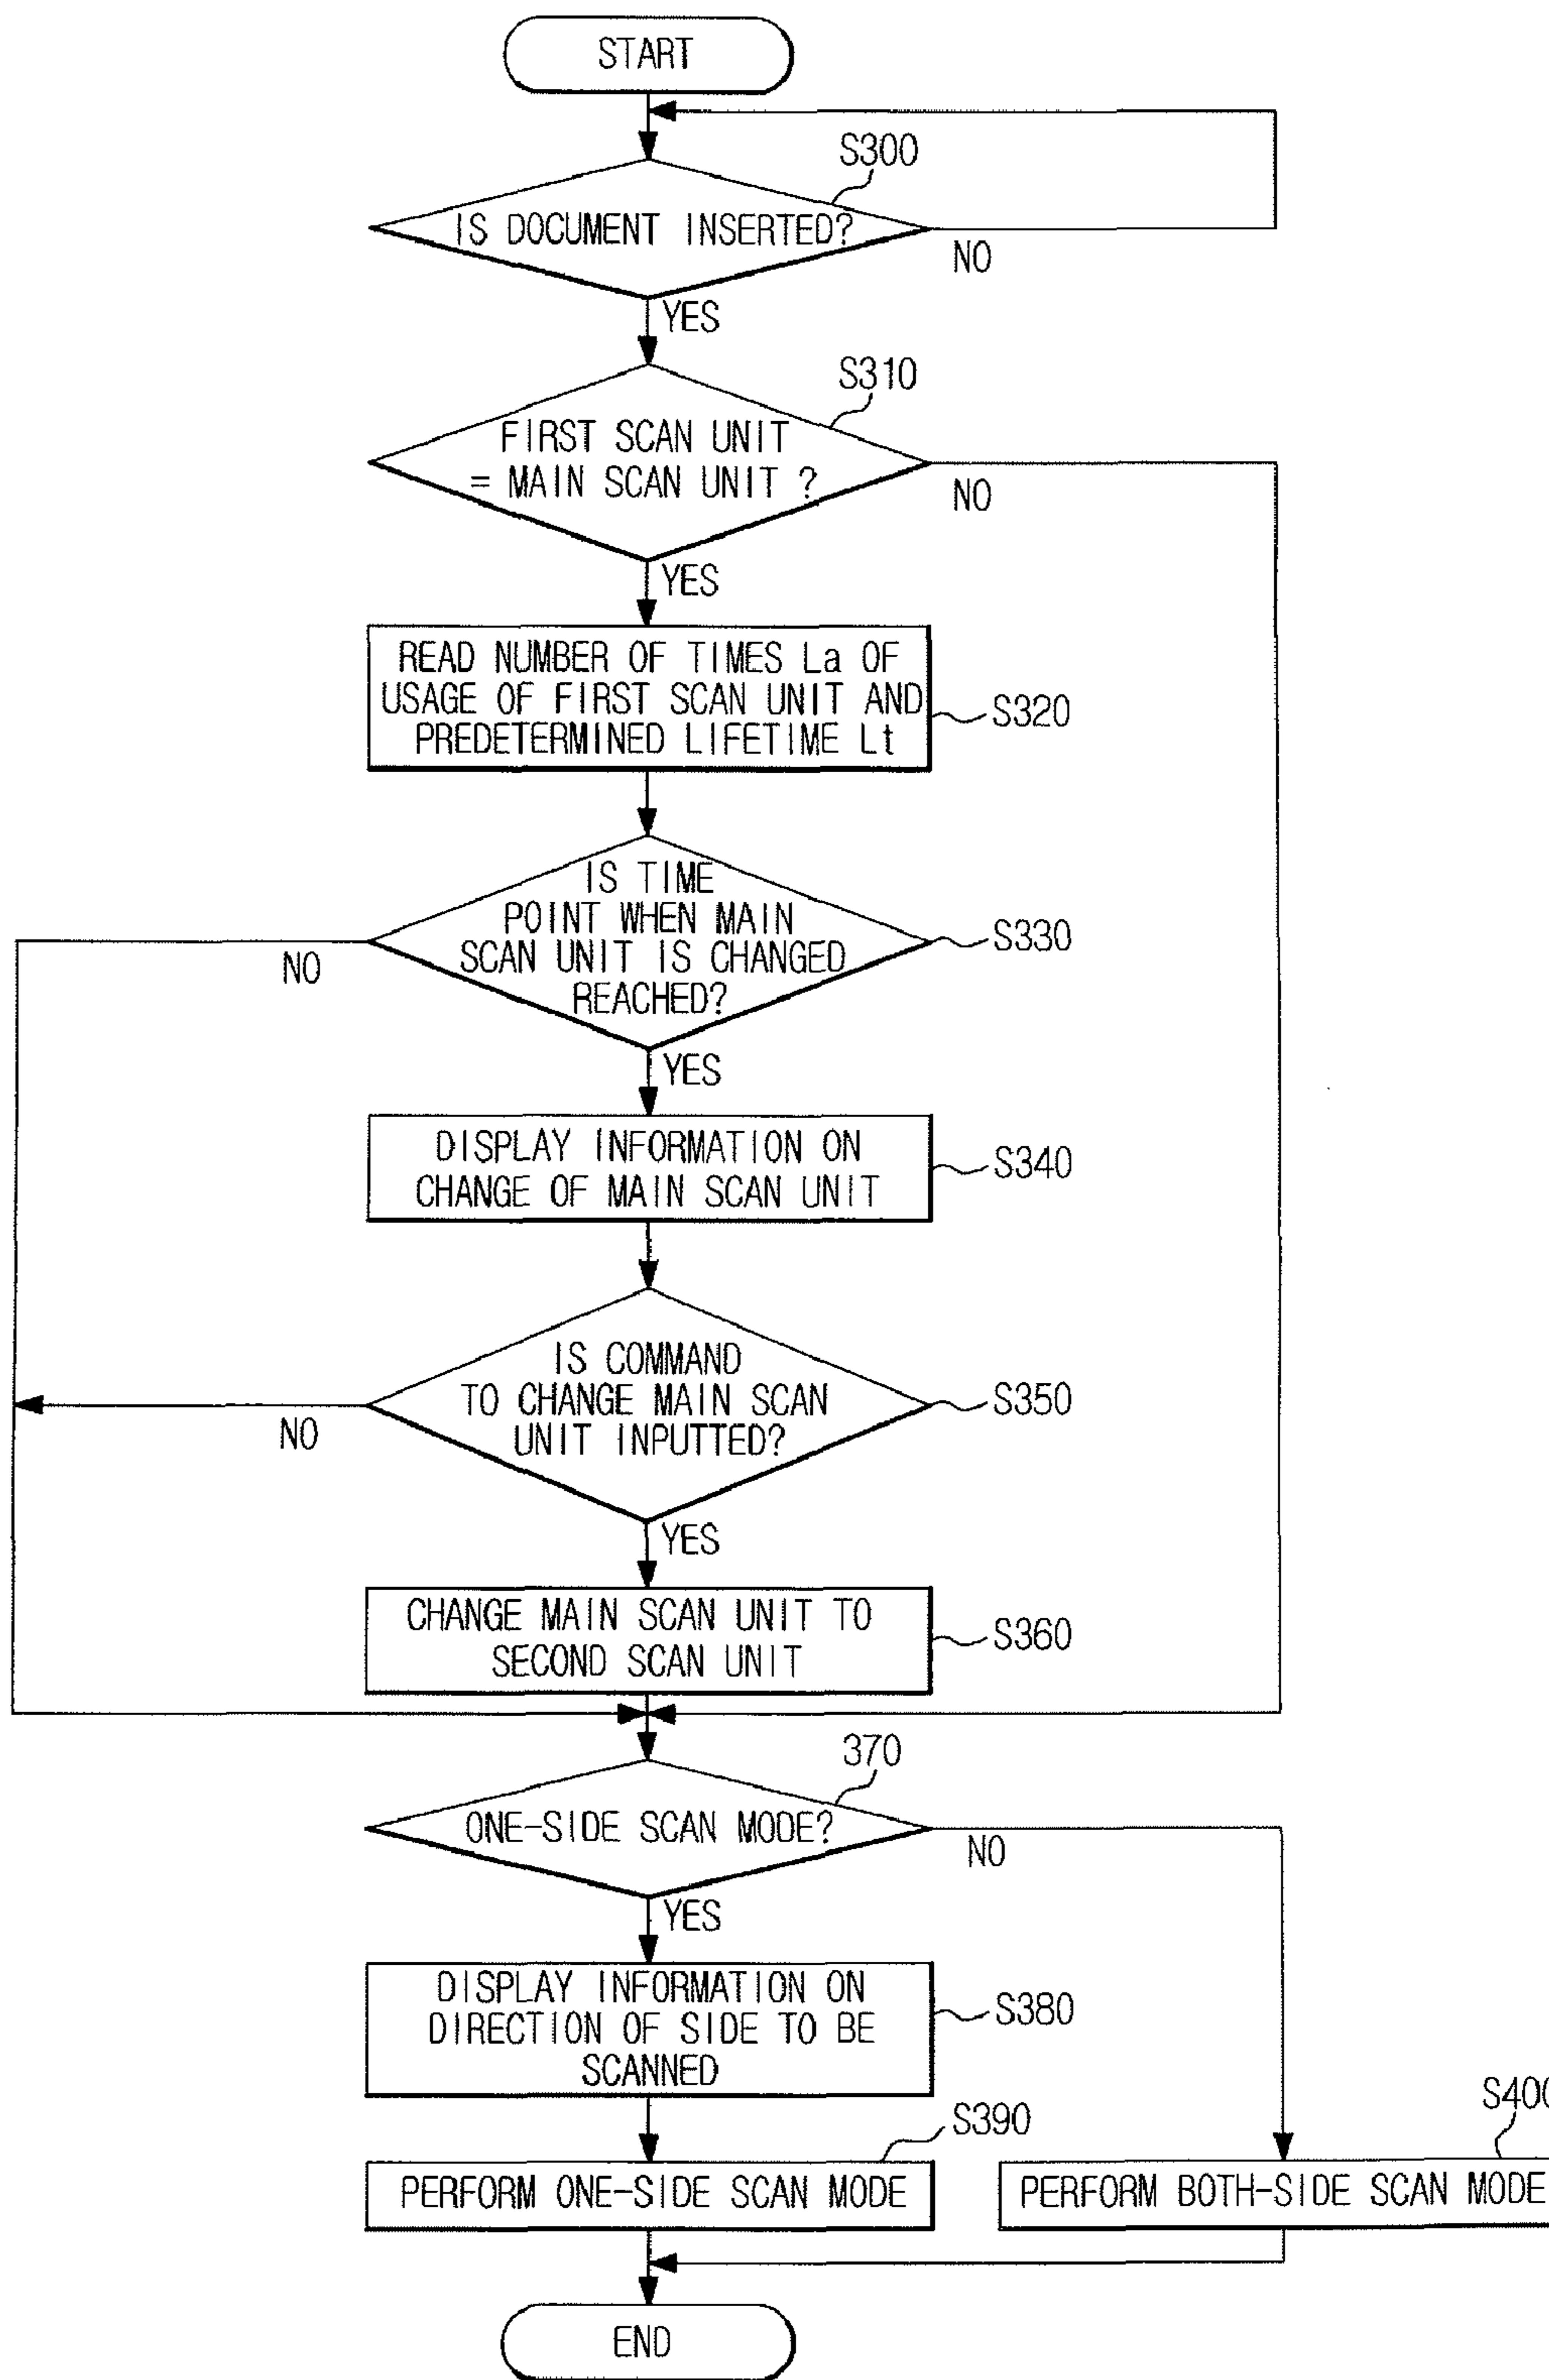 START
S300
IS DOCUMENT INSERTED?
NO
YES
S310
FIRST SCAN UNIT
= MAIN SCAN UNIT ?
NO
YES
READ NUMBER OF TIMES La OF
USAGE OF FIRST SCAN UNIT AND
PREDETERMINED LIFETIME Lt
S320
IS TIME
POINT WHEN MAIN
SCAN UNIT IS CHANGED
REACHED?
S330
NO
YES
DISPLAY INFORMATION ON
CHANGE OF MAIN SCAN UNIT
S340
IS COMMAND
TO CHANGE MAIN SCAN
UNIT INPUTTED?
S350
NO
YES
CHANGE MAIN SCAN UNIT TO
SECOND SCAN UNIT
S360
370
ONE-SIDE SCAN MODE?
NO
YES
DISPLAY INFORMATION ON
DIRECTION OF SIDE TO BE
SCANNED
S380
S390
S400
PERFORM ONE-SIDE SCAN MODE
PERFORM BOTH-SIDE SCAN MODE
END